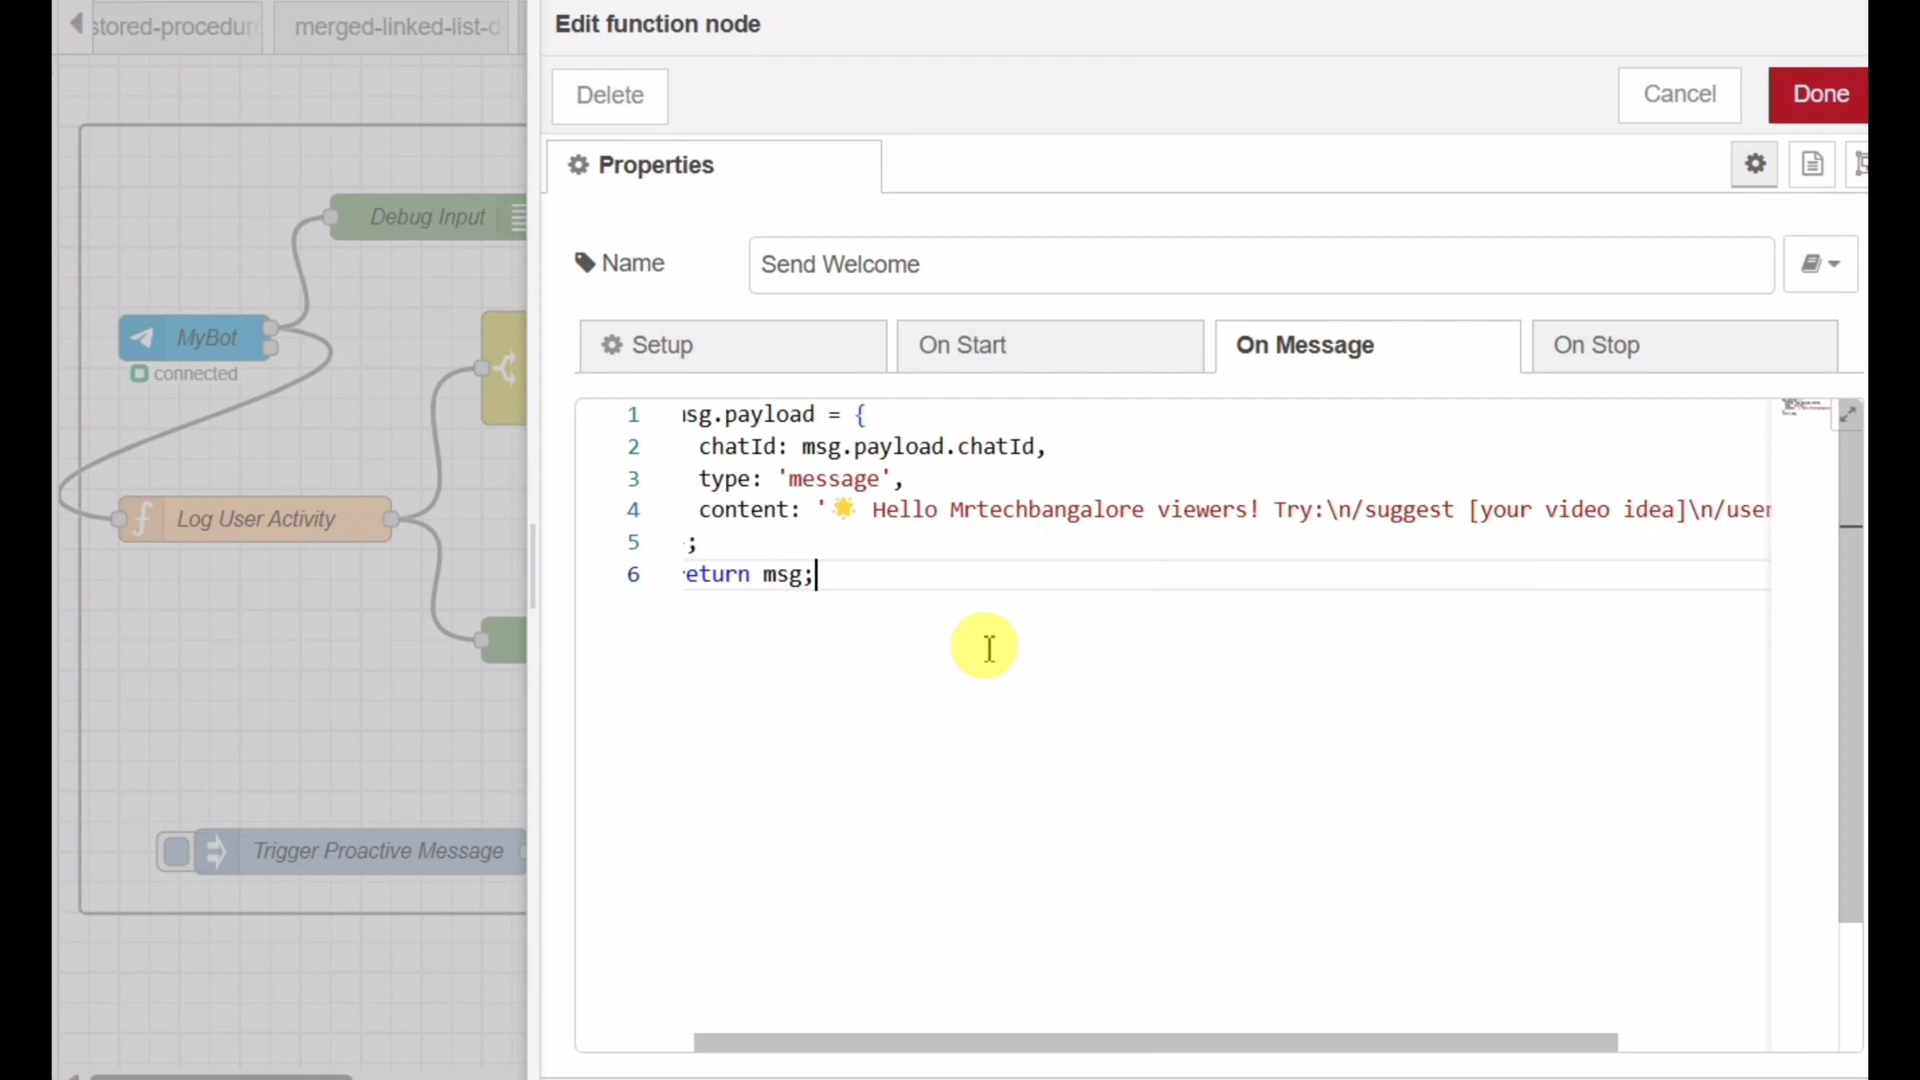 stored-procedur
merged-linked-list-d
Edit function node
Delete
Cancel
Done
Properties
Debug Input
Name
Send Welcome
MyBot
connected
Setup
On Start
On Message
On Stop
1 msg.payload = {
2 chatId: msg.payload.chatId,
3 type: 'message',
4 content: '🌟 Hello Mrtechbangalore viewers! Try:\n/suggest [your video idea]\n/user
5 ;
6 return msg;
Log User Activity
Trigger Proactive Message